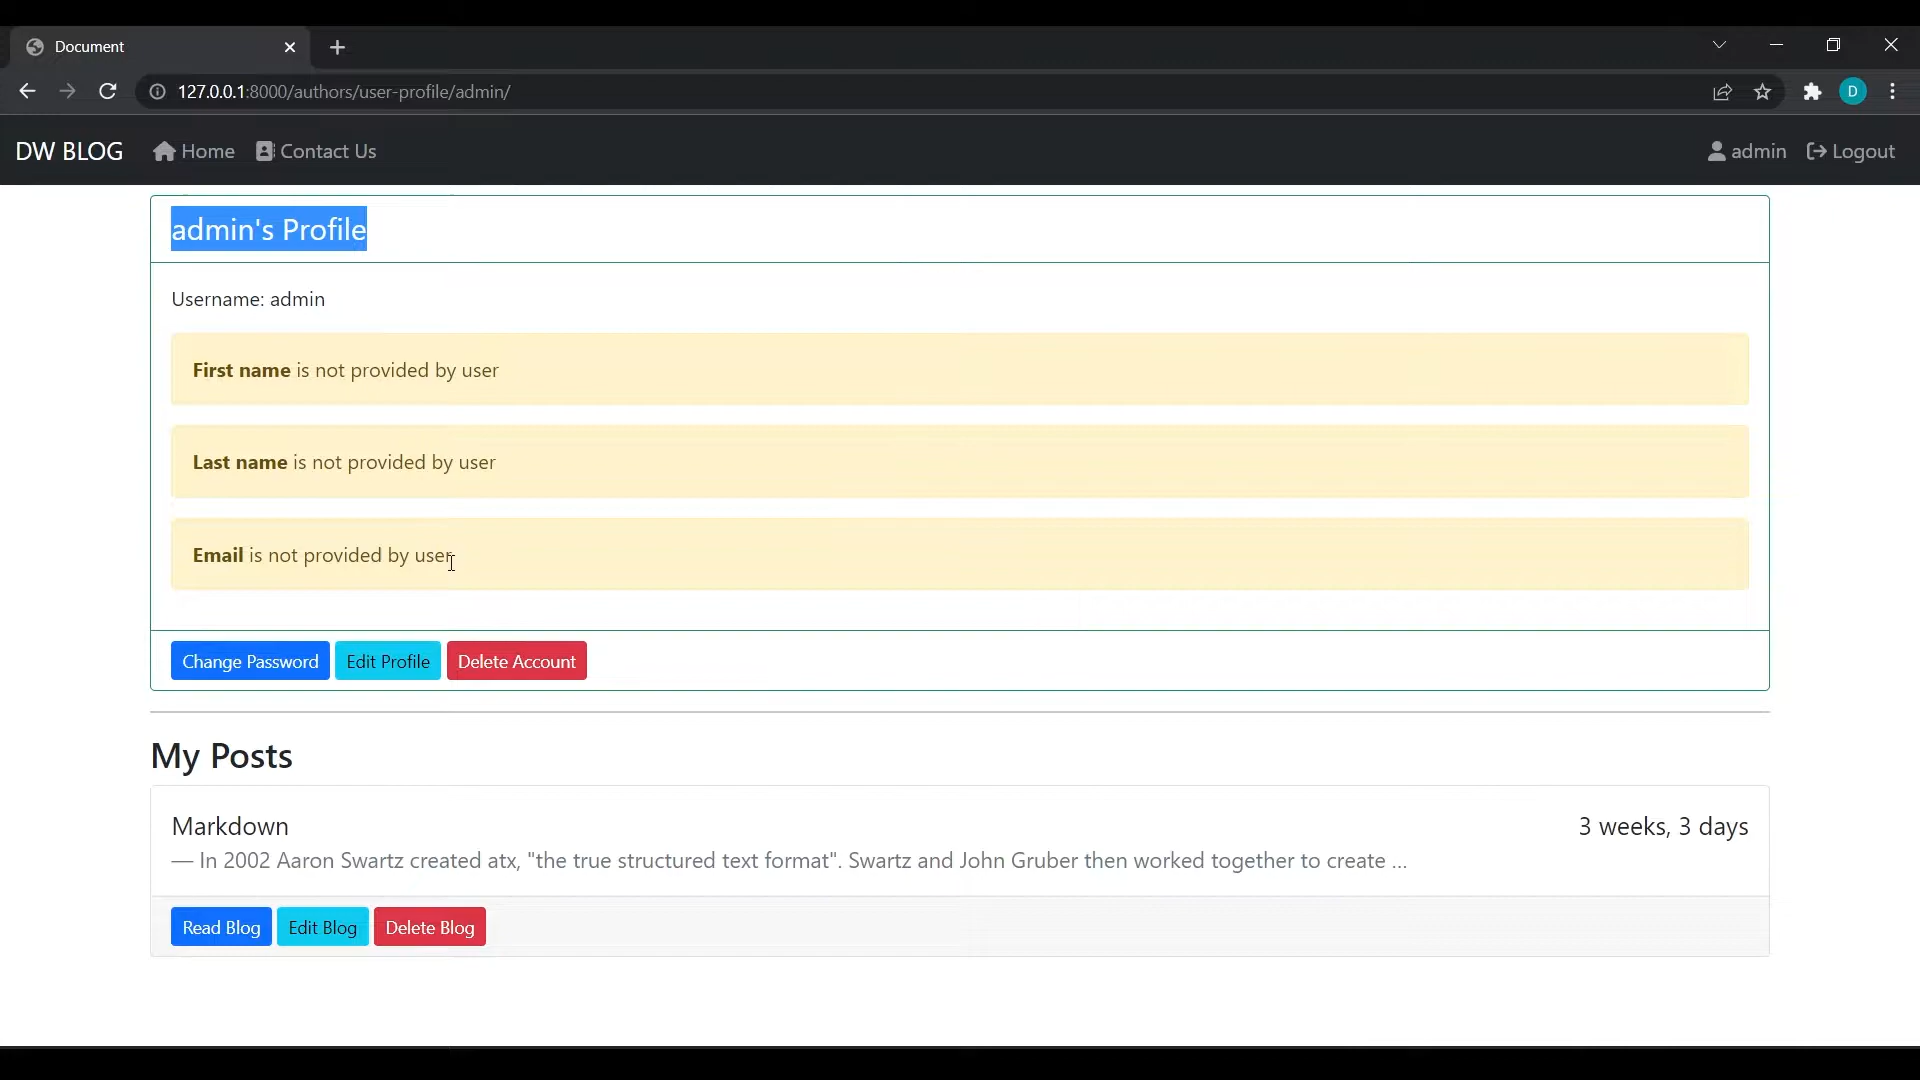 Document
127.0.0.1:8000/authors/user-profile/admin/
D
DW BLOG Home Contact Us admin Logout
admin's Profile
Username: admin
First name is not provided by user
Last name is not provided by user
Email is not provided by user
Change Password Edit Profile Delete Account
My Posts
Markdown 3 weeks, 3 days
— In 2002 Aaron Swartz created atx, "the true structured text format". Swartz and John Gruber then worked together to create ...
Read Blog Edit Blog Delete Blog